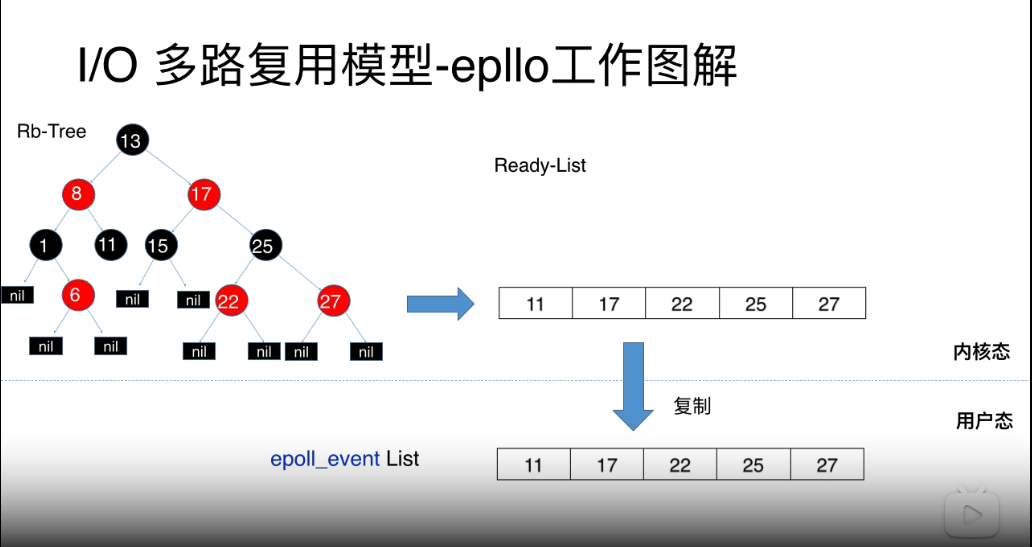 I/O 多路复用模型-epllo工作图解
Rb-Tree
13
Ready-List
8 17
1 11 15 25
nil 6 nil nil 22 27
11 17 22 25 27
nil nil nil nil nil nil
内核态
复制
用户态
epoll_event List
11 17 22 25 27